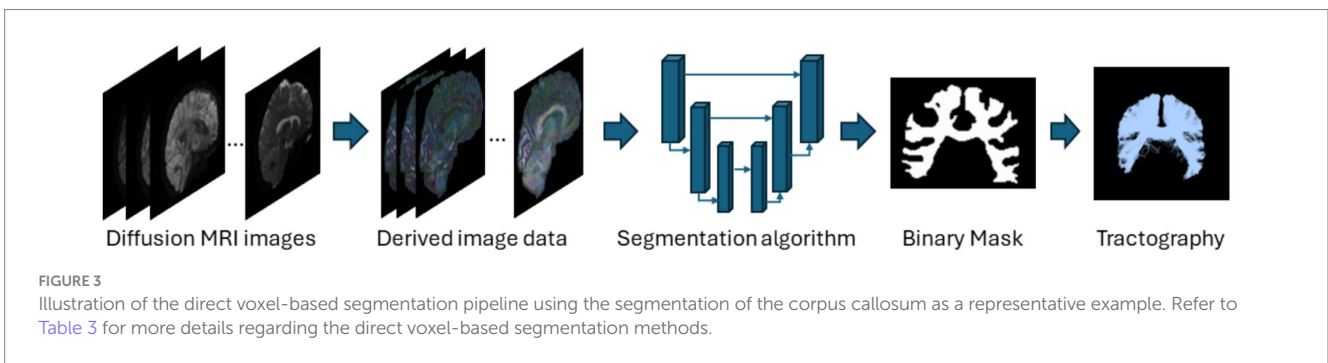 ... ...
Diffusion MRI images Derived image data Segmentation algorithm Binary Mask Tractography
FIGURE 3
Illustration of the direct voxel-based segmentation pipeline using the segmentation of the corpus callosum as a representative example. Refer to
Table 3 for more details regarding the direct voxel-based segmentation methods.